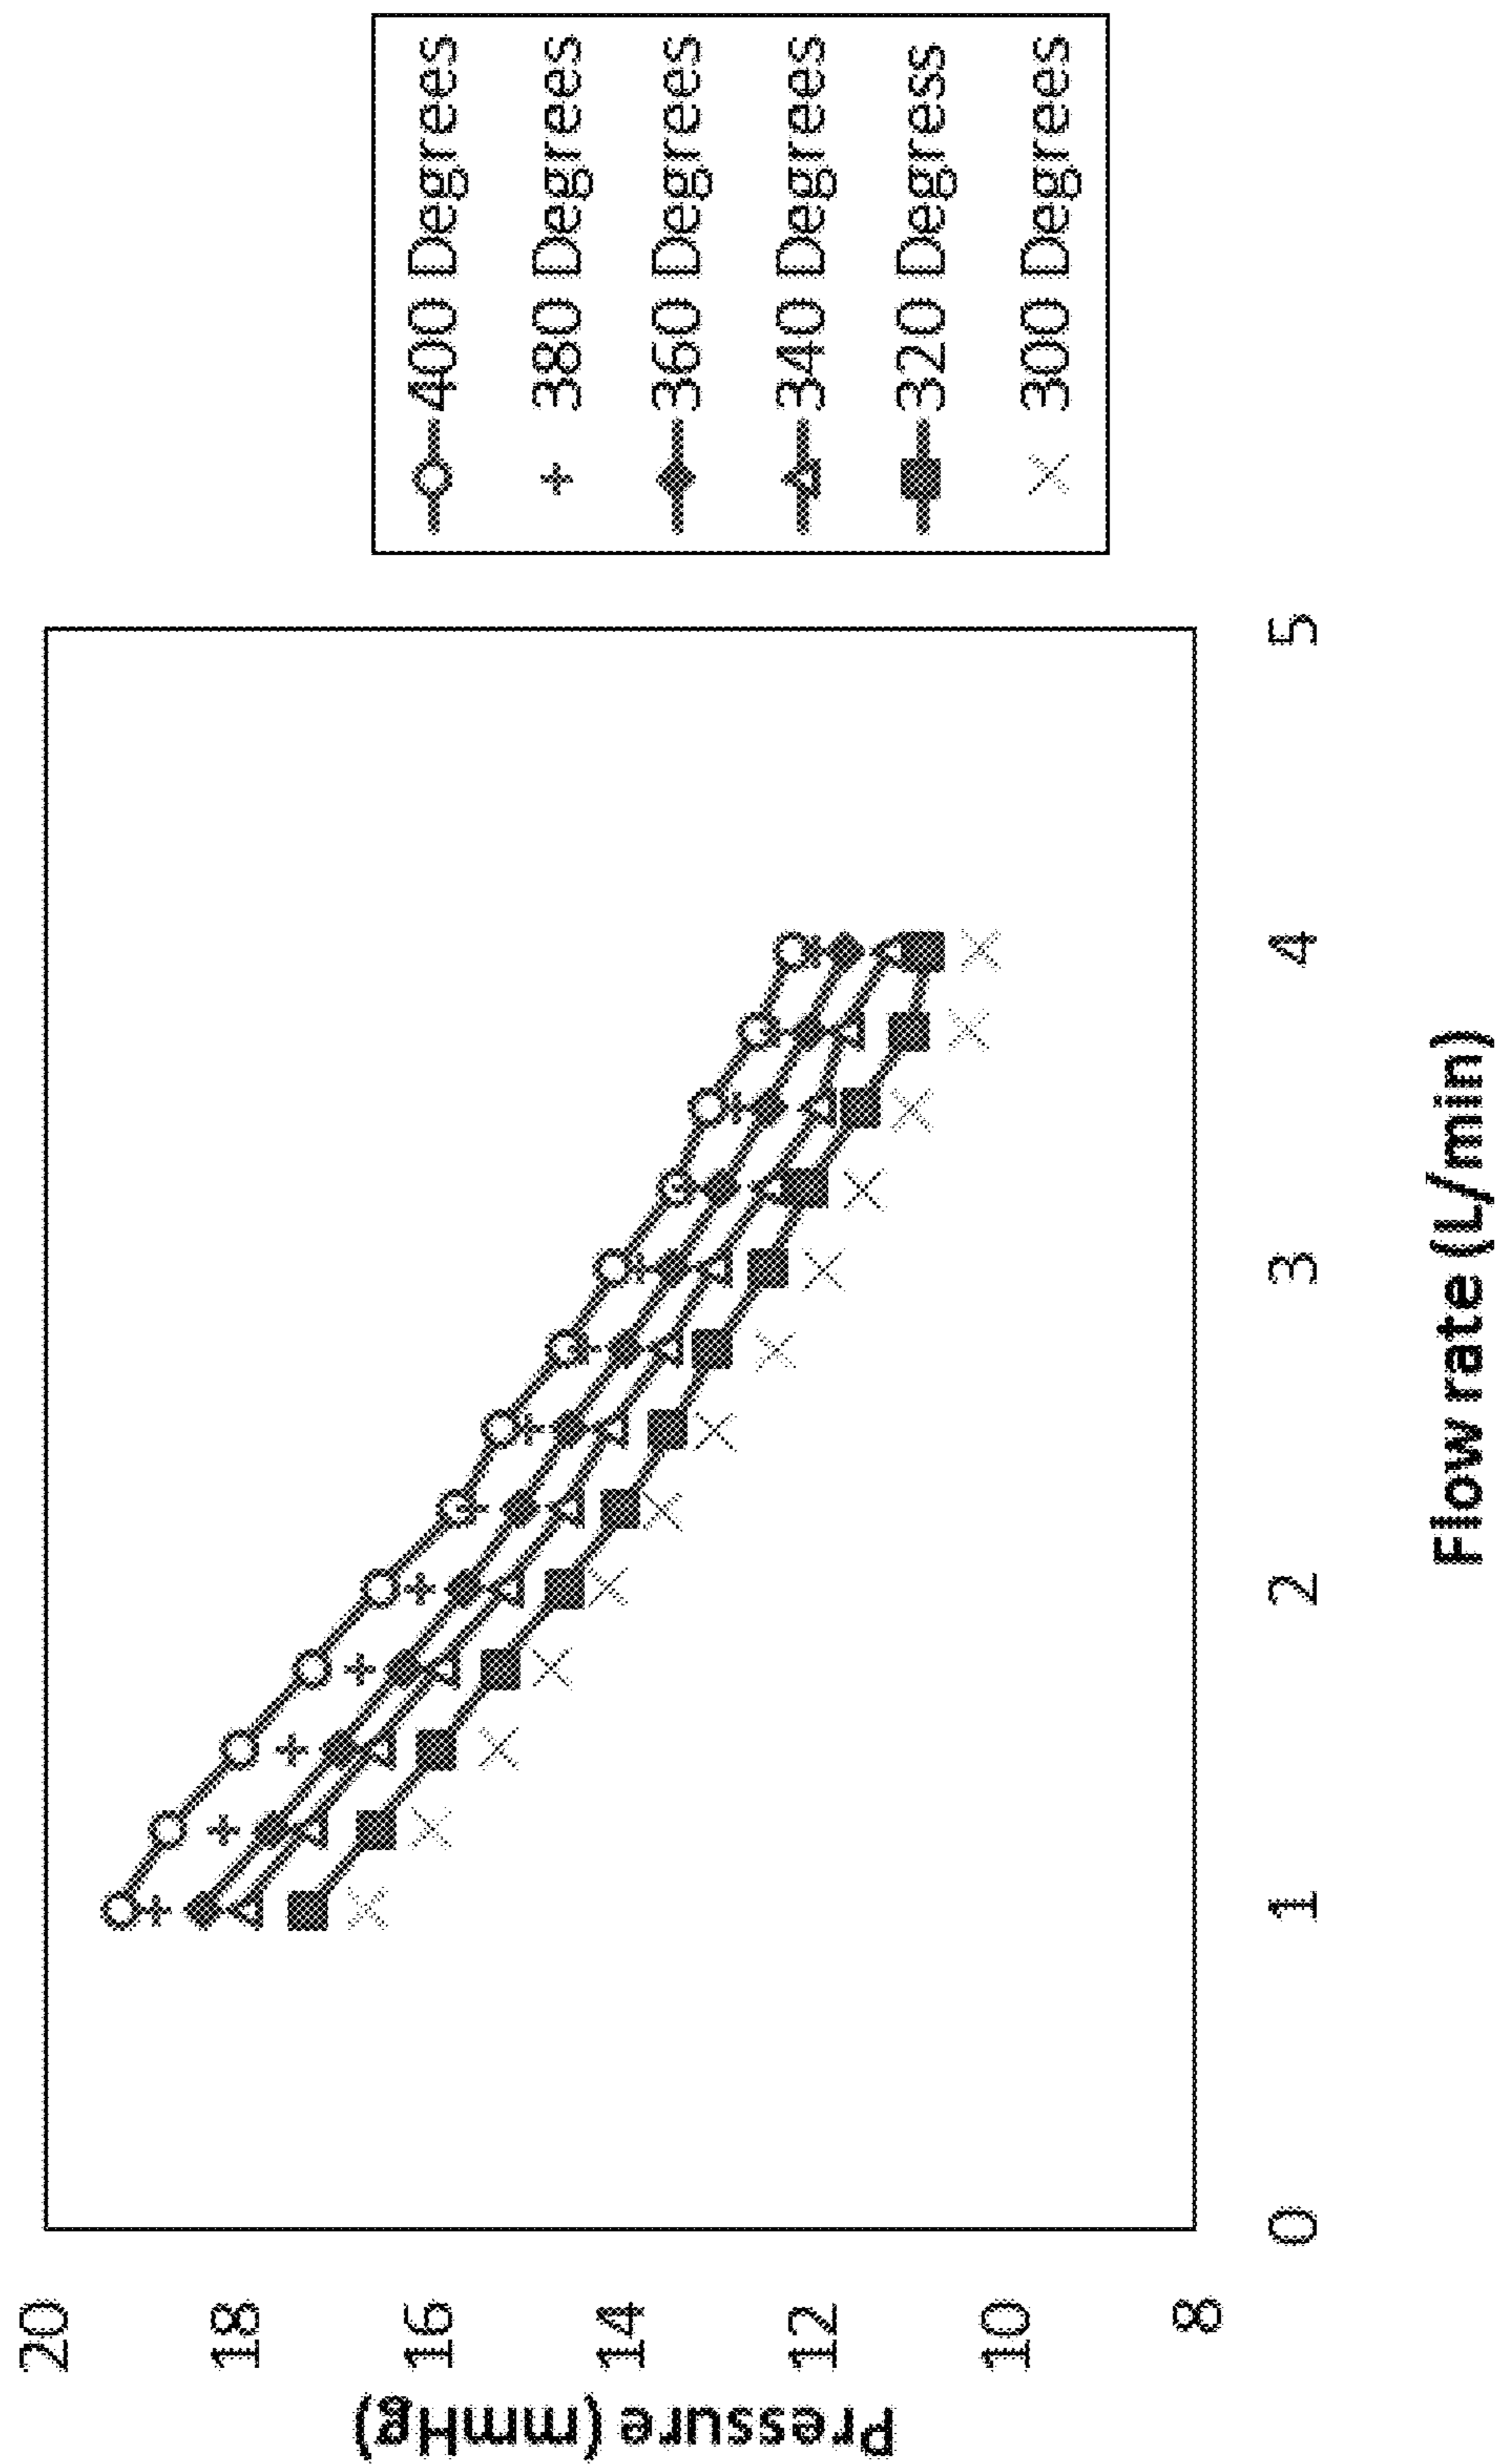 Pressure (mmHg)
20
18
16
14
12
10
8
0
1
2
3
4
5
Flow rate (L/min)
400 Degrees
380 Degrees
360 Degrees
340 Degrees
320 Degress
300 Degrees